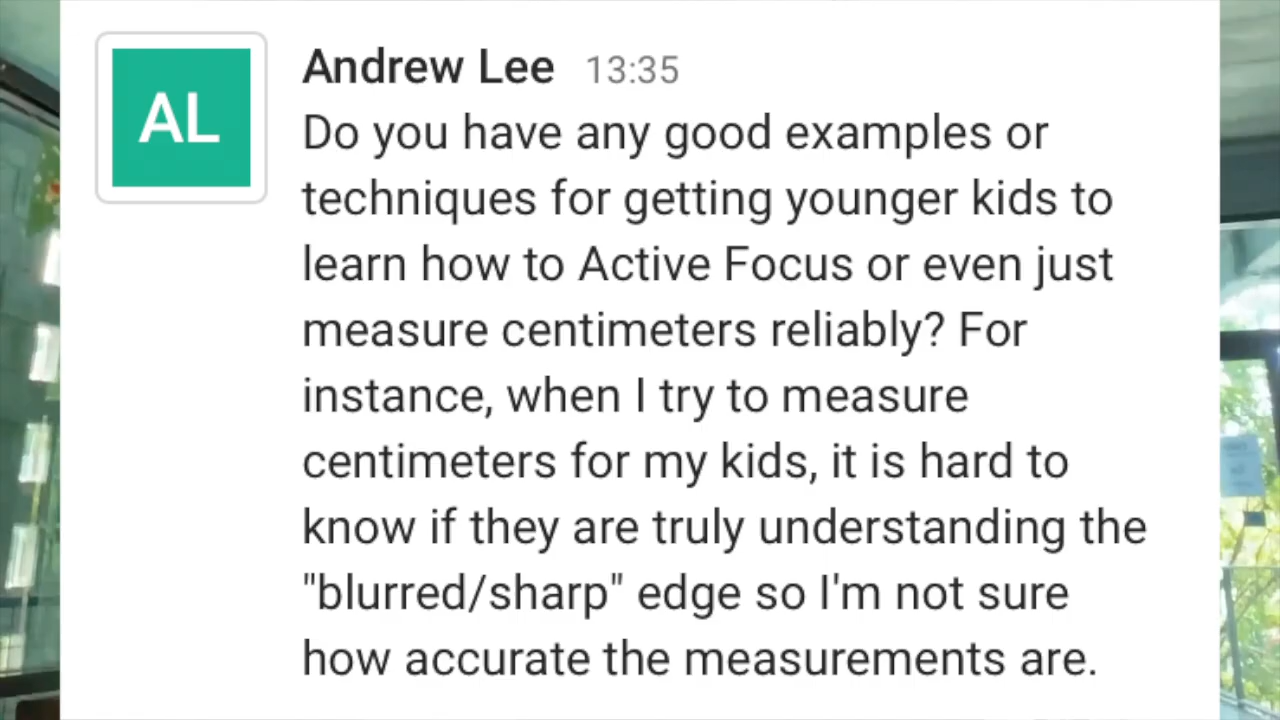 AL
Andrew Lee 13:35
Do you have any good examples or
techniques for getting younger kids to
learn how to Active Focus or even just
measure centimeters reliably? For
instance, when I try to measure
centimeters for my kids, it is hard to
know if they are truly understanding the
"blurred/sharp" edge so I'm not sure
how accurate the measurements are.